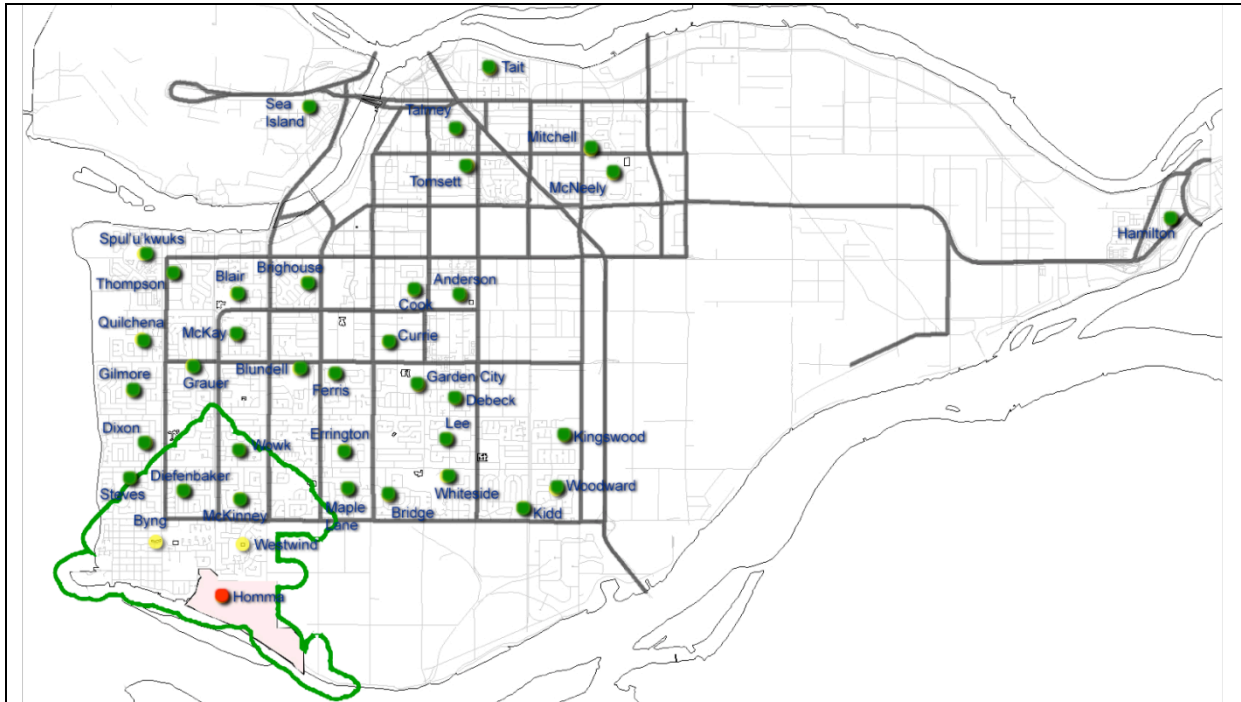 Tait
Sea
Island
Talmey
Mitchell
Tomsett
McNeely
Hamilton
Spul'u'kwuks
Thompson
Blair
Brighouse
Anderson
Cook
Quilchena
McKay
Currie
Grauer
Blundell
Gilmore
Ferris
Garden City
Debeck
Dixon
Wowk
Errington
Lee
Kingswood
Steves
Diefenbaker
McKinney
Maple
Lane
Bridge
Whiteside
Woodward
Kidd
Byng
Westwind
Homma